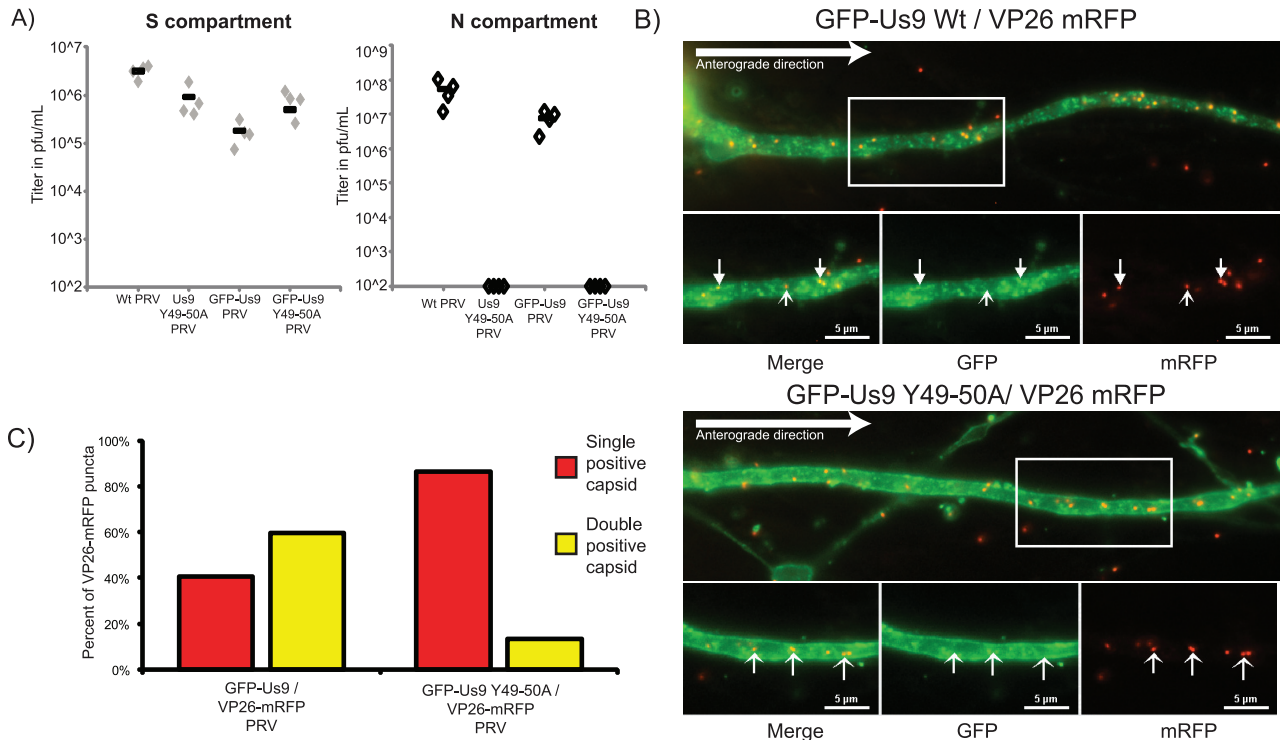 A)
S compartment
Titer in pfu/mL
10^7
10^6
10^5
10^4
10^3
10^2
Wt PRV
Us9
Y49-50A
PRV
GFP-Us9
PRV
GFP-Us9
Y49-50A
PRV
N compartment
Titer in pfu/mL
10^9
10^8
10^7
10^6
10^5
10^4
10^3
10^2
Wt PRV
Us9
Y49-50A
PRV
GFP-Us9
PRV
GFP-Us9
Y49-50A
PRV
B)
GFP-Us9 Wt / VP26 mRFP
Anterograde direction
5 µm
5 µm
5 µm
Merge
GFP
mRFP
GFP-Us9 Y49-50A/ VP26 mRFP
Anterograde direction
5 µm
5 µm
5 µm
Merge
GFP
mRFP
C)
Percent of VP26-mRFP puncta
100%
80%
60%
40%
20%
0%
Single
positive
capsid
Double
positive
capsid
GFP-Us9 /
VP26-mRFP
PRV
GFP-Us9 Y49-50A /
VP26-mRFP
PRV